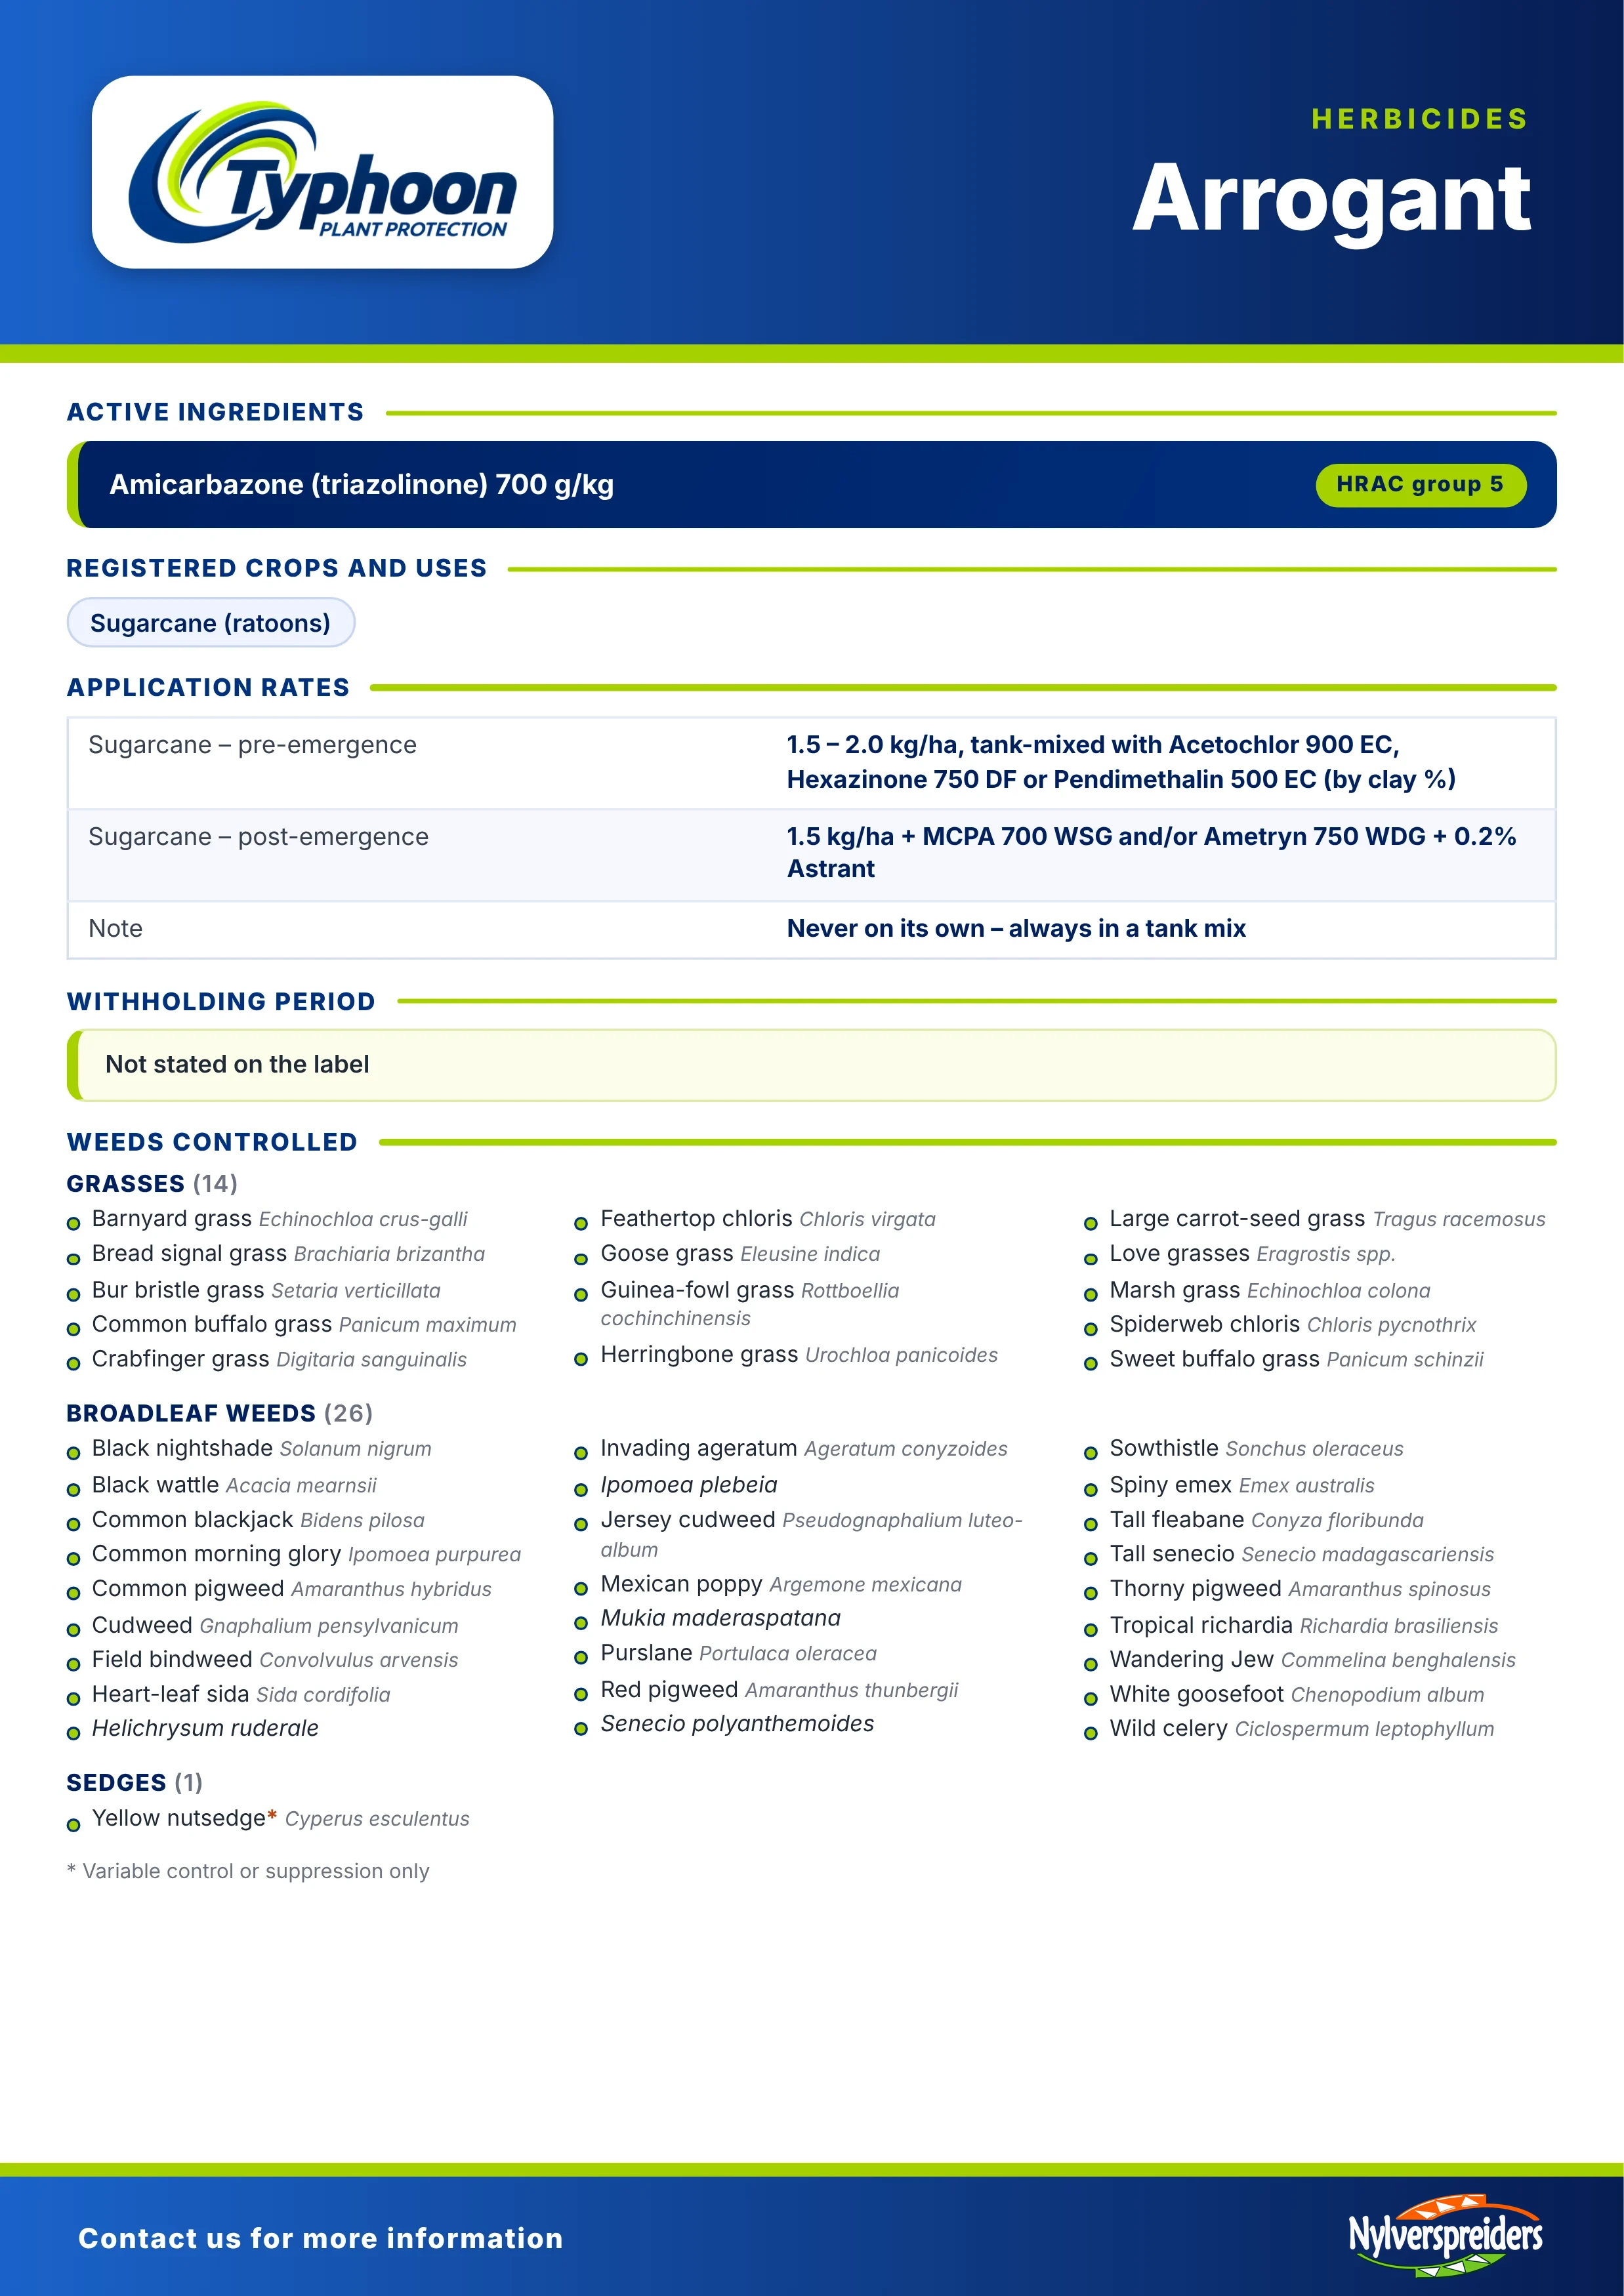 Typhoon
PLANT PROTECTION
HERBICIDES
Arrogant
ACTIVE INGREDIENTS
Amicarbazone (triazolinone) 700 g/kg
HRAC group 5
REGISTERED CROPS AND USES
Sugarcane (ratoons)
APPLICATION RATES
Sugarcane – pre-emergence
1.5 – 2.0 kg/ha, tank-mixed with Acetochlor 900 EC,
Hexazinone 750 DF or Pendimethalin 500 EC (by clay %)
Sugarcane – post-emergence
1.5 kg/ha + MCPA 700 WSG and/or Ametryn 750 WDG + 0.2%
Astrant
Note
Never on its own – always in a tank mix
WITHHOLDING PERIOD
Not stated on the label
WEEDS CONTROLLED
GRASSES (14)
Barnyard grass Echinochloa crus-galli
Bread signal grass Brachiaria brizantha
Bur bristle grass Setaria verticillata
Common buffalo grass Panicum maximum
Crabfinger grass Digitaria sanguinalis
Feathertop chloris Chloris virgata
Goose grass Eleusine indica
Guinea-fowl grass Rottboellia
cochinchinensis
Herringbone grass Urochloa panicoides
Large carrot-seed grass Tragus racemosus
Love grasses Eragrostis spp.
Marsh grass Echinochloa colona
Spiderweb chloris Chloris pycnothrix
Sweet buffalo grass Panicum schinzii
BROADLEAF WEEDS (26)
Black nightshade Solanum nigrum
Black wattle Acacia mearnsii
Common blackjack Bidens pilosa
Common morning glory Ipomoea purpurea
Common pigweed Amaranthus hybridus
Cudweed Gnaphalium pensylvanicum
Field bindweed Convolvulus arvensis
Heart-leaf sida Sida cordifolia
Helichrysum ruderale
Invading ageratum Ageratum conyzoides
Ipomoea plebeia
Jersey cudweed Pseudognaphalium luteo-
album
Mexican poppy Argemone mexicana
Mukia maderaspatana
Purslane Portulaca oleracea
Red pigweed Amaranthus thunbergii
Senecio polyanthemoides
Sowthistle Sonchus oleraceus
Spiny emex Emex australis
Tall fleabane Conyza floribunda
Tall senecio Senecio madagascariensis
Thorny pigweed Amaranthus spinosus
Tropical richardia Richardia brasiliensis
Wandering Jew Commelina benghalensis
White goosefoot Chenopodium album
Wild celery Ciclospermum leptophyllum
SEDGES (1)
Yellow nutsedge* Cyperus esculentus
* Variable control or suppression only
Contact us for more information
Nylverspreiders